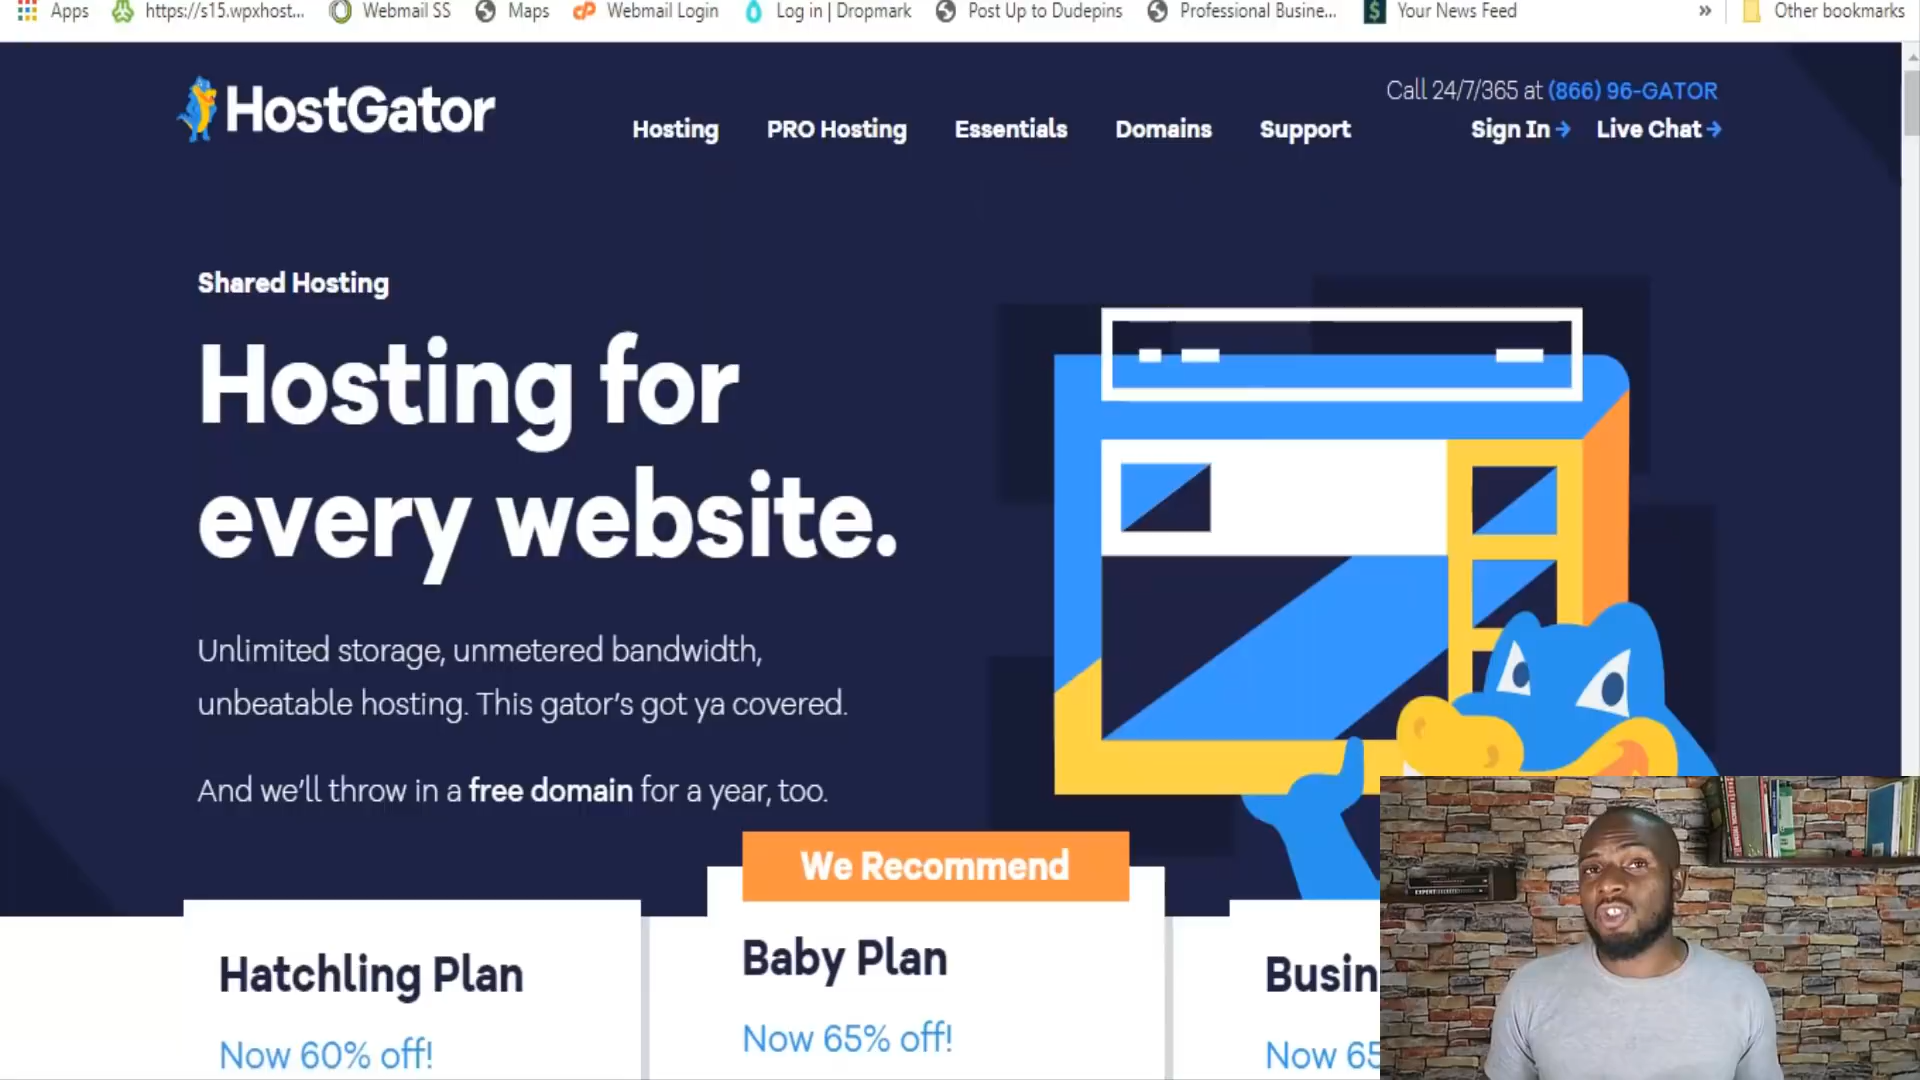 Apps https://s15.wpxhost... Webmail SS Maps Webmail Login Log in | Dropmark Post Up to Dudepins Professional Busine... Your News Feed » Other bookmarks
Call 24/7/365 at (866) 96-GATOR
HostGator Hosting PRO Hosting Essentials Domains Support Sign In → Live Chat →
Shared Hosting
Hosting for
every website.
Unlimited storage, unmetered bandwidth,
unbeatable hosting. This gator's got ya covered.
And we'll throw in a free domain for a year, too.
We Recommend
Hatchling Plan
Now 60% off!
Baby Plan
Now 65% off!
Busin
Now 65